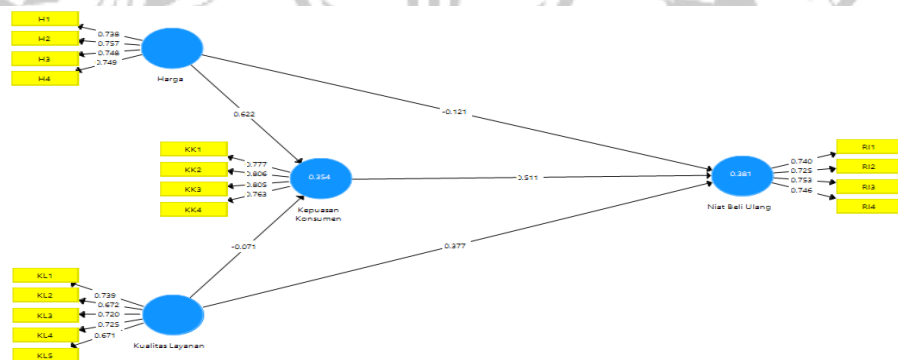 H1
H2
H3
H4
0.738
0.757
0.748
0.749
Harga
-0.121
0.622
KK1
KK2
KK3
KK4
0.777
0.806
0.805
0.763
0.354
Kepuasan
Konsumen
0.511
0.381
Niat Beli Ulang
0.740
0.725
0.753
0.746
RI1
RI2
RI3
RI4
-0.071
0.377
KL1
KL2
KL3
KL4
KL5
0.739
0.672
0.720
0.725
0.671
Kualitas Layanan